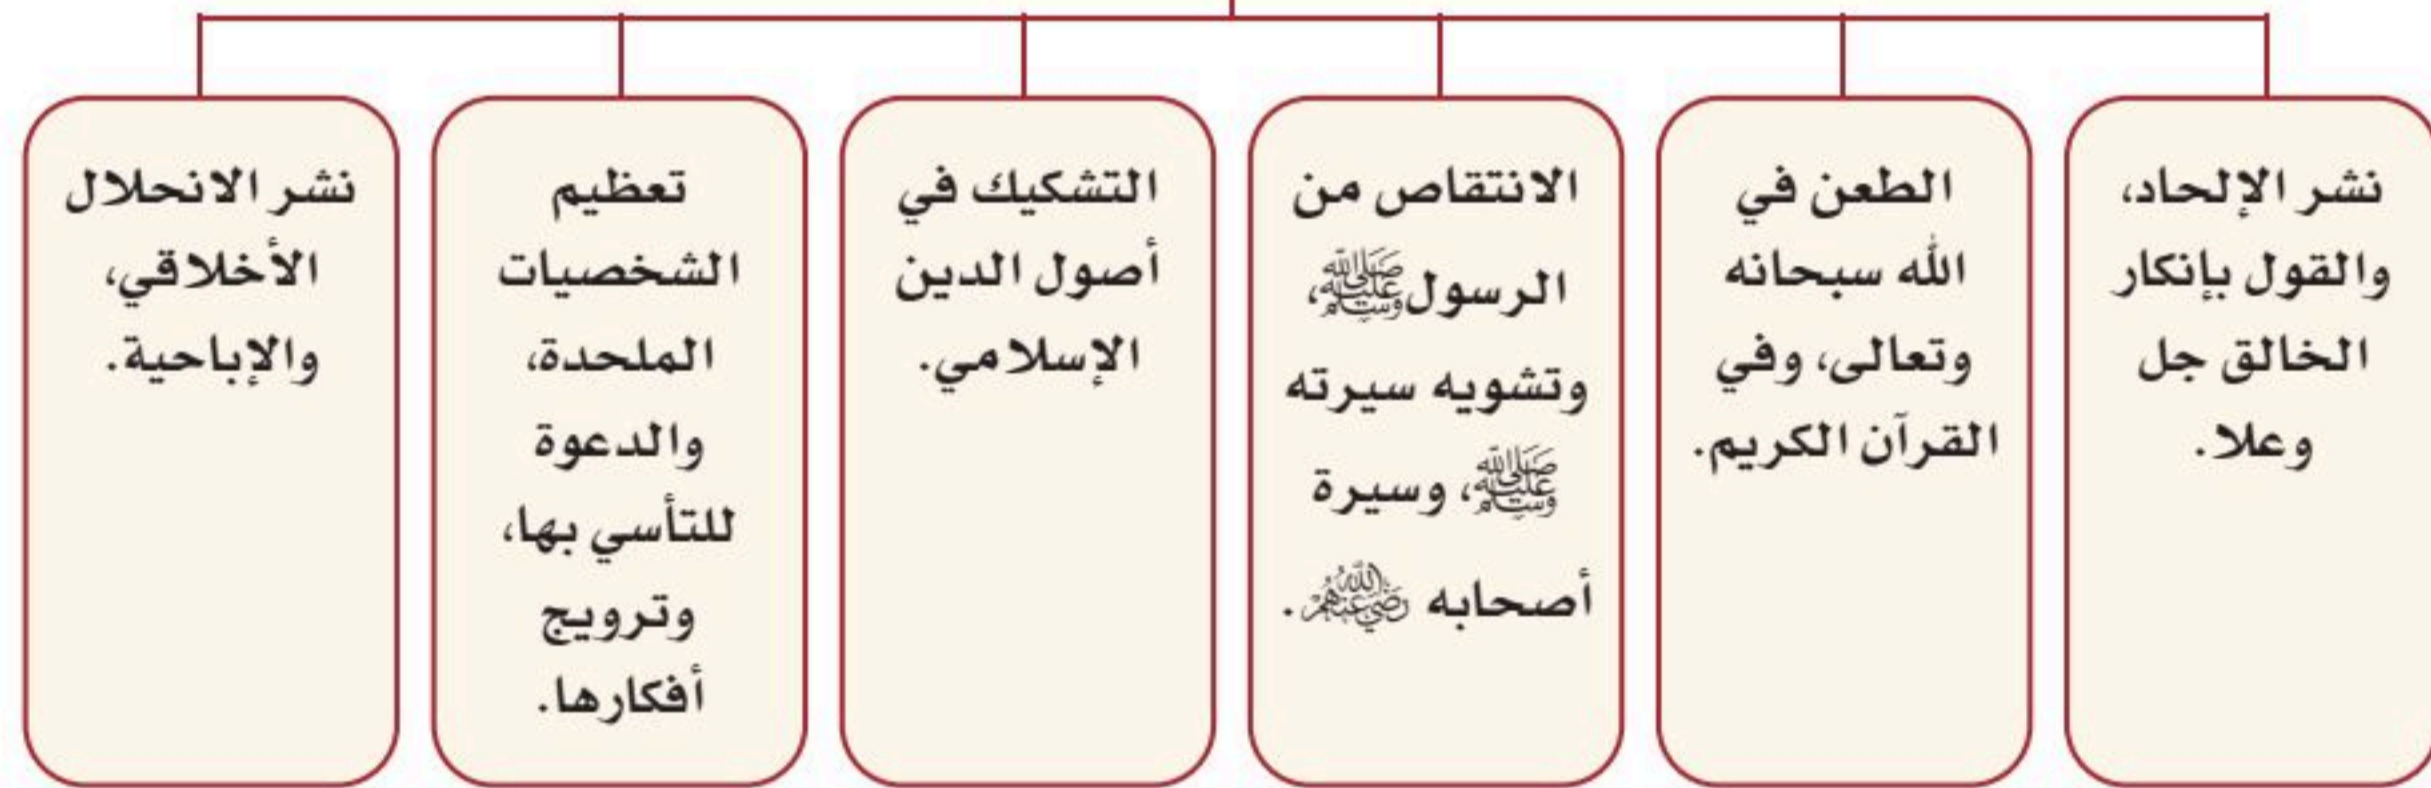 نشر الإلحاد،
والقول بإنكار
الخالق جل
وعلا.
الطعن في
الله سبحانه
وتعالى، وفي
القرآن الكريم.
الانتقاص من
الرسول ﷺ،
وتشويه سيرته
ﷺ، وسيرة
أصحابه رضي الله عنهم.
التشكيك في
أصول الدين
الإسلامي.
تعظيم
الشخصيات
الملحدة،
والدعوة
للتأسي بها،
وترويج
أفكارها.
نشر الانحلال
الأخلاقي،
والإباحية.